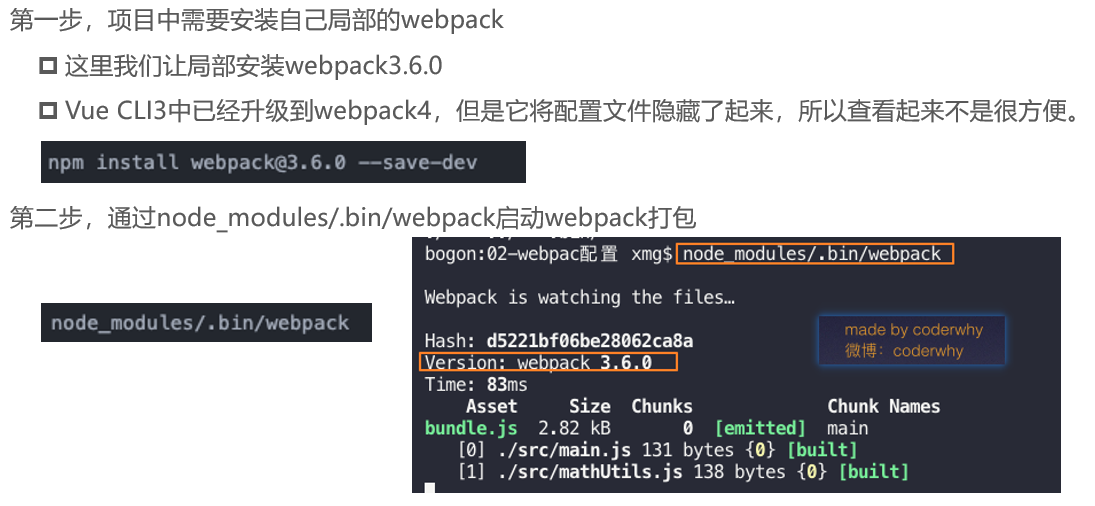 第一步，项目中需要安装自己局部的webpack
这里我们让局部安装webpack3.6.0
Vue CLI3中已经升级到webpack4，但是它将配置文件隐藏了起来，所以查看起来不是很方便。
npm install webpack@3.6.0 --save-dev
第二步，通过node_modules/.bin/webpack启动webpack打包
node_modules/.bin/webpack
bogon:02-webpac配置 xmg$ node_modules/.bin/webpack
Webpack is watching the files…
Hash: d5221bf06be28062ca8a
Version: webpack 3.6.0
Time: 83ms
Asset Size Chunks Chunk Names
bundle.js 2.82 kB 0 [emitted] main
[0] ./src/main.js 131 bytes {0} [built]
[1] ./src/mathUtils.js 138 bytes {0} [built]
made by coderwhy
微博：coderwhy